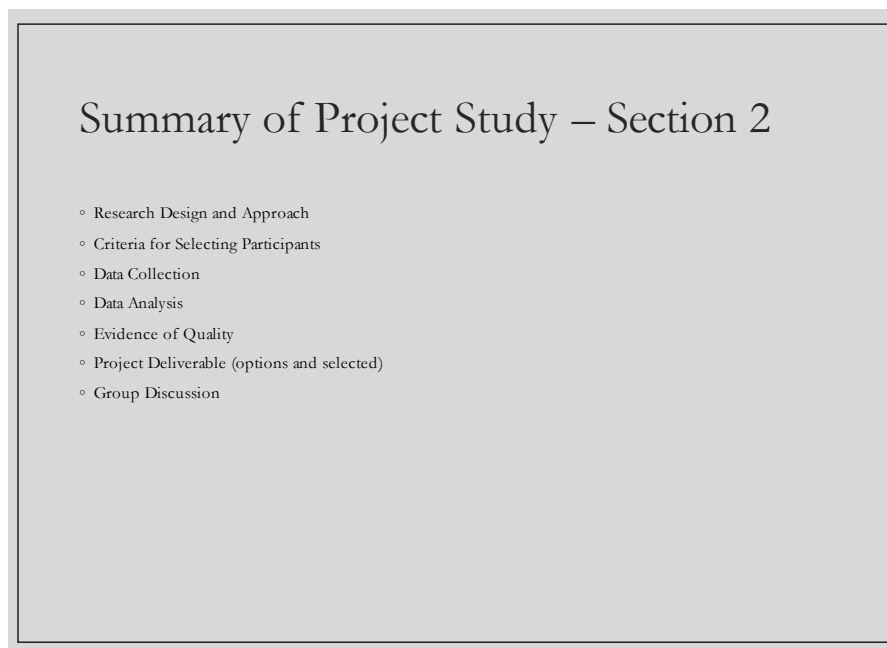 Summary of Project Study – Section 2
◦ Research Design and Approach
◦ Criteria for Selecting Participants
◦ Data Collection
◦ Data Analysis
◦ Evidence of Quality
◦ Project Deliverable (options and selected)
◦ Group Discussion